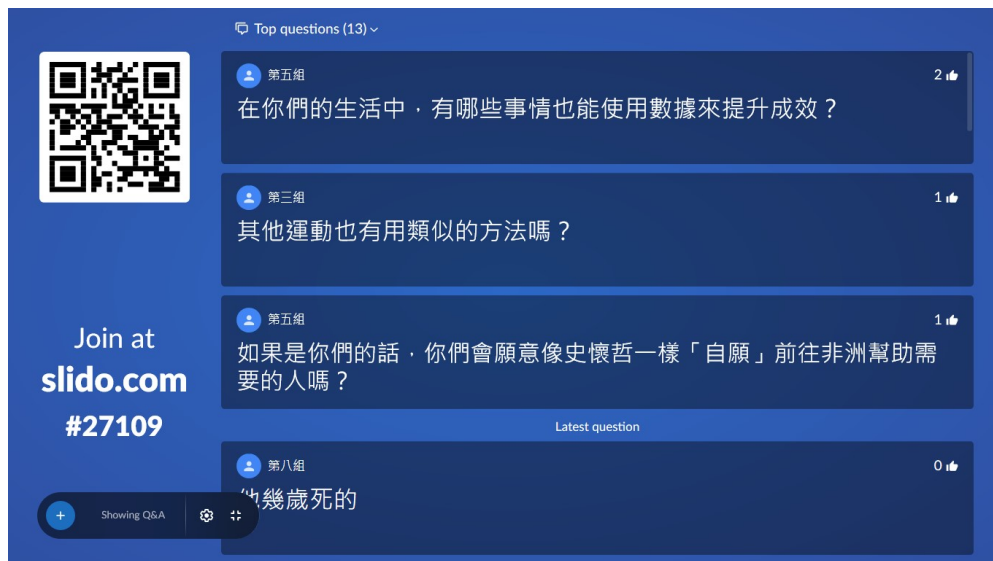 Top questions (13)
第五組
2
在你們的生活中，有哪些事情也能使用數據來提升成效？
第三組
1
其他運動也有用類似的方法嗎？
第五組
1
如果是你們的話，你們會願意像史懷哲一樣「自願」前往非洲幫助需
要的人嗎？
Latest question
第八組
0
他幾歲死的
Join at
slido.com
#27109
Showing Q&A